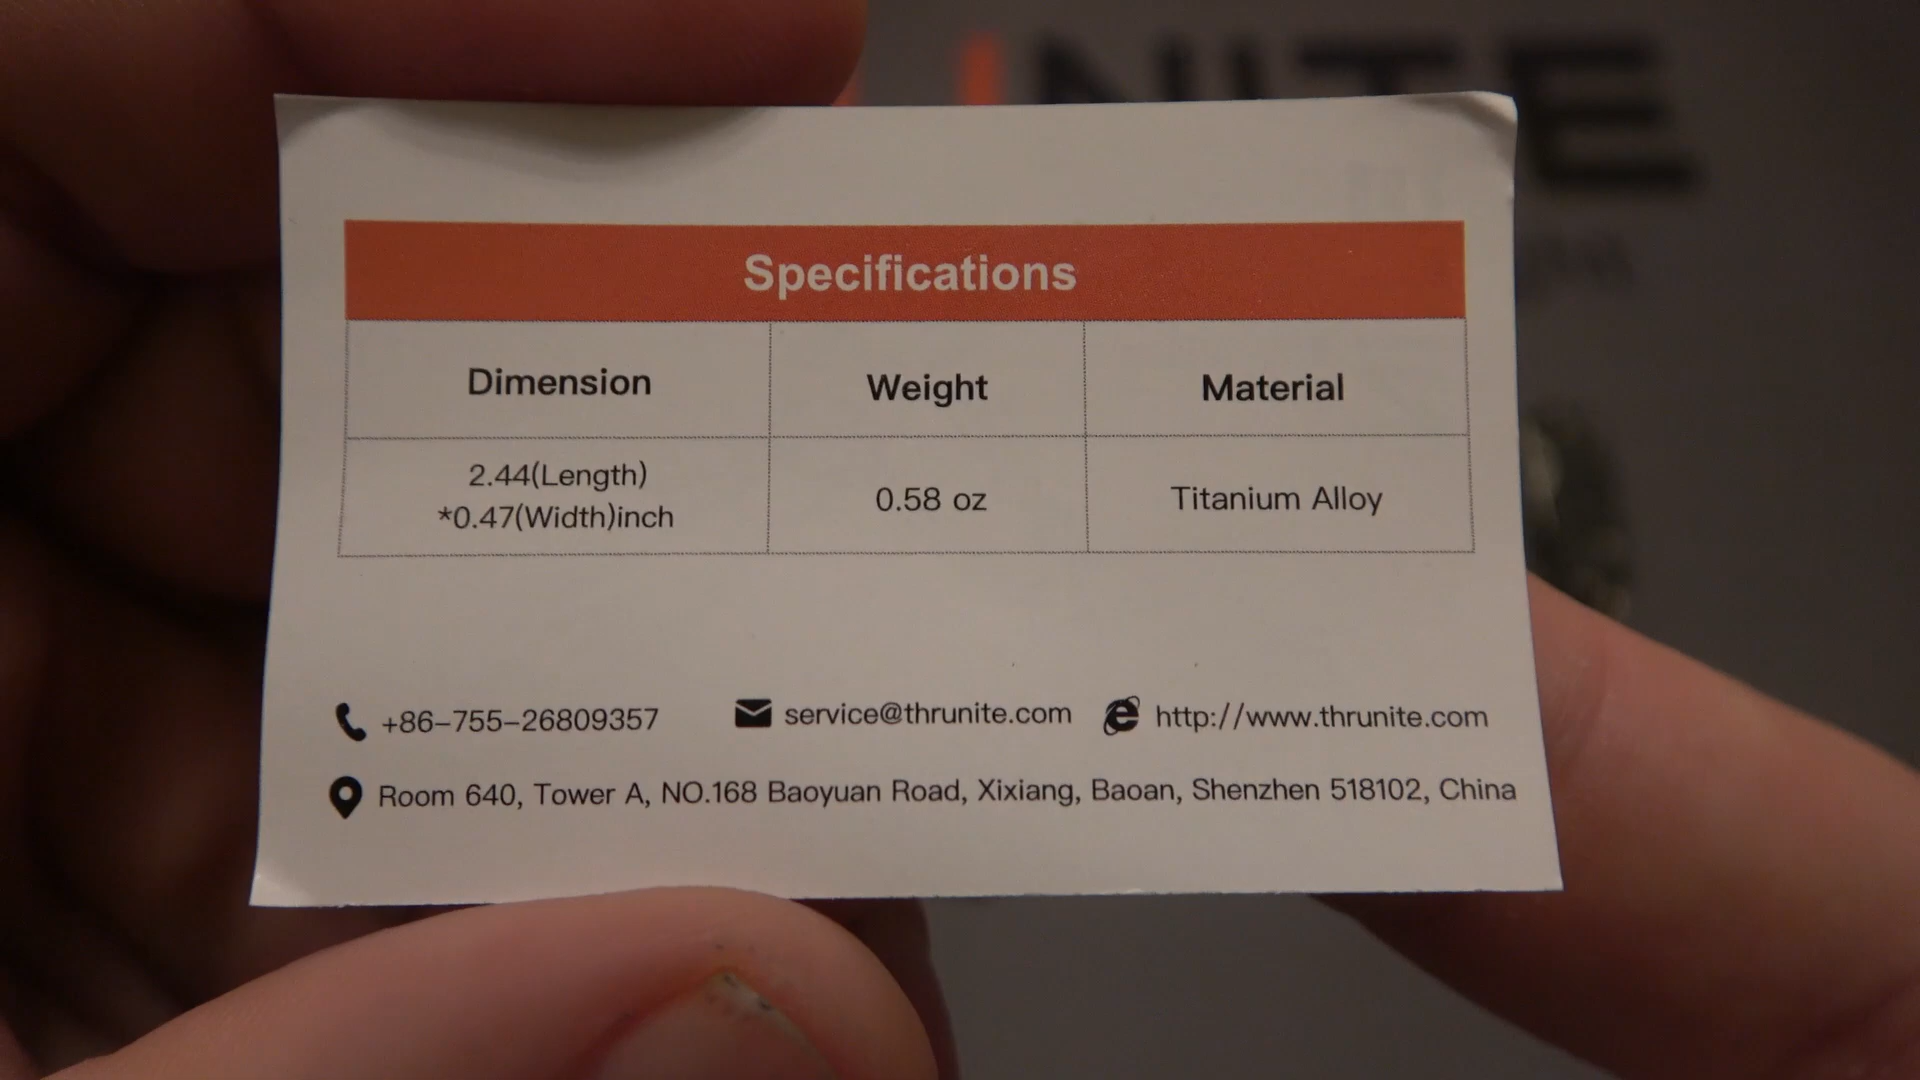 NITE
Specifications
Dimension Weight Material
2.44(Length)
*0.47(Width)inch
0.58 oz
Titanium Alloy
+86-755-26809357 service@thrunite.com http://www.thrunite.com
Room 640, Tower A, NO.168 Baoyuan Road, Xixiang, Baoan, Shenzhen 518102, China